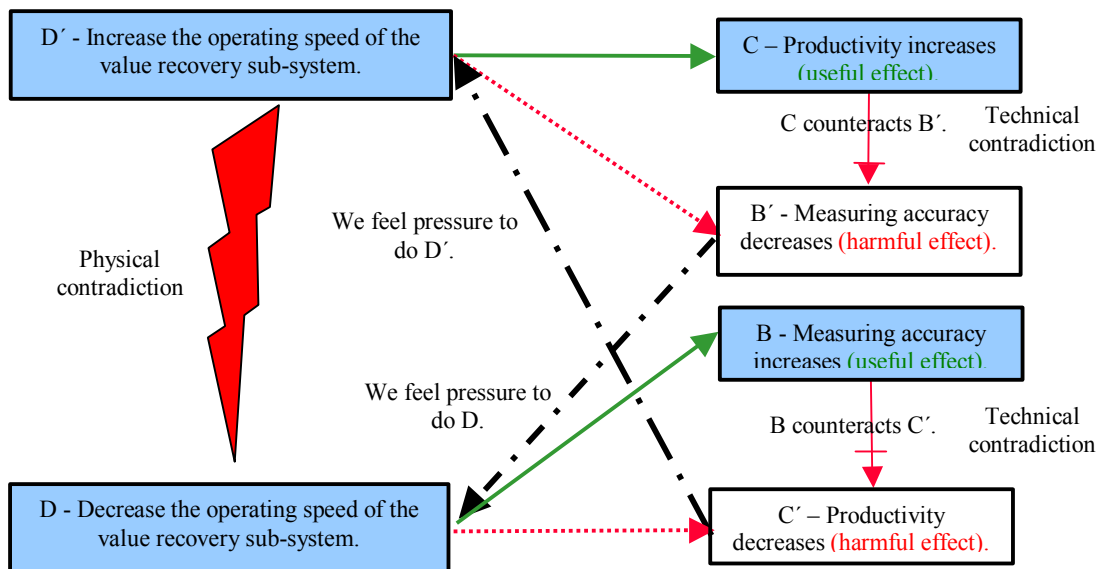 D´ - Increase the operating speed of the
value recovery sub-system.
C – Productivity increases
(useful effect).
C counteracts B´.
Technical
contradiction
We feel pressure to
do D´.
B´ - Measuring accuracy
decreases (harmful effect).
Physical
contradiction
B - Measuring accuracy
increases (useful effect).
We feel pressure to
do D.
B counteracts C´.
Technical
contradiction
D - Decrease the operating speed of the
value recovery sub-system.
C´ – Productivity
decreases (harmful effect).